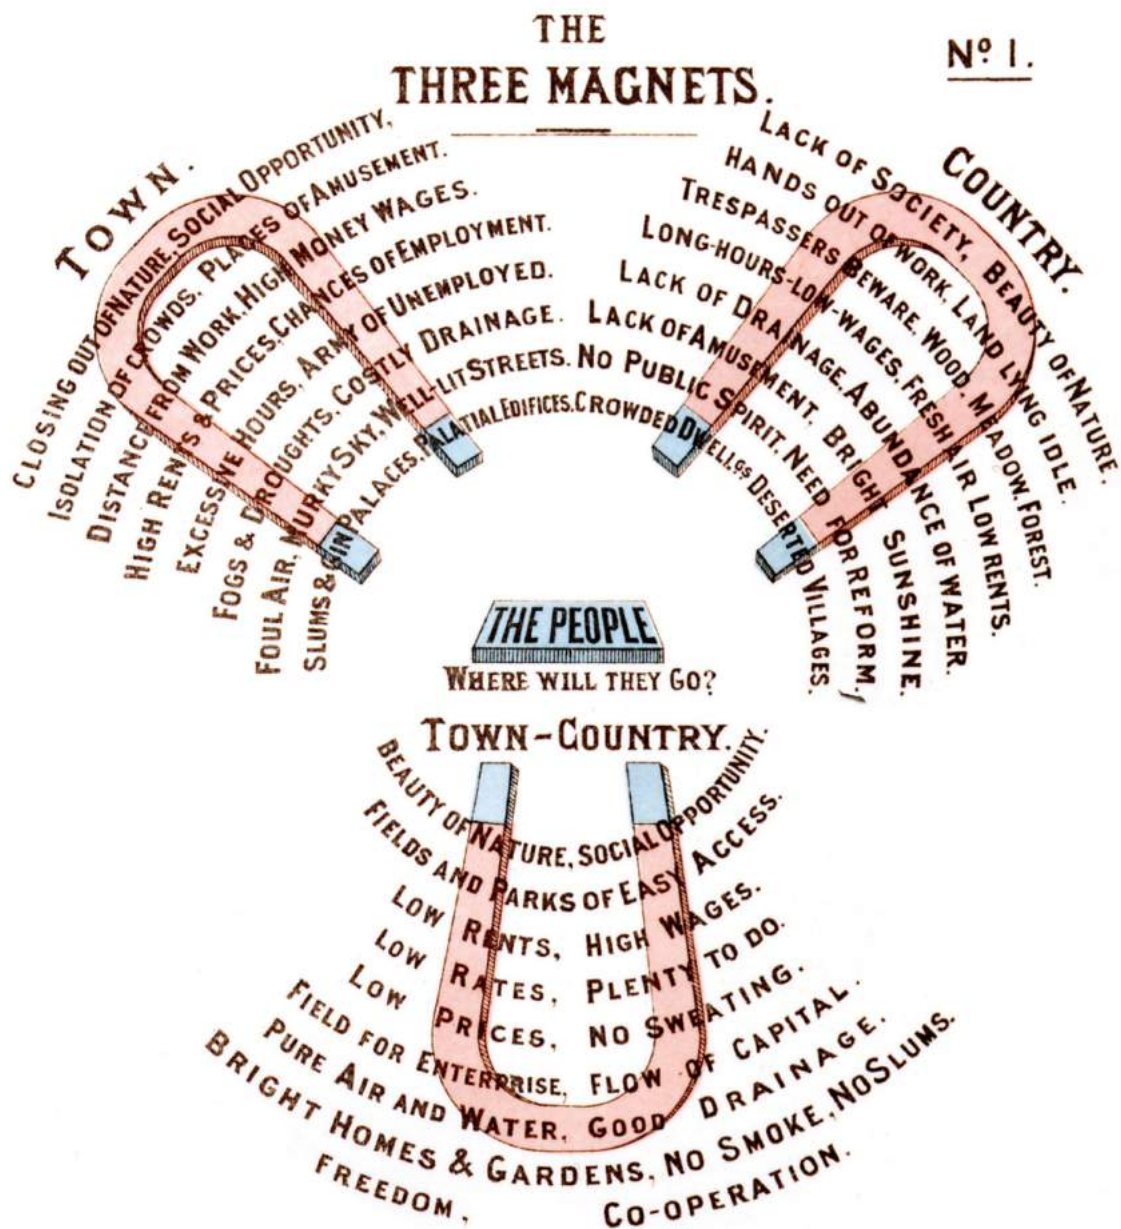 THE
THREE MAGNETS.
Nº 1.
TOWN.
CLOSING OUT OF NATURE, SOCIAL OPPORTUNITY,
ISOLATION OF CROWDS. PLACES OF AMUSEMENT.
DISTANCE FROM WORK, HIGH MONEY WAGES.
HIGH RENTS & PRICES, CHANCES OF EMPLOYMENT.
EXCESSIVE HOURS, ARMY OF UNEMPLOYED.
FOGS & DROUGHTS. COSTLY DRAINAGE.
FOUL AIR, MURKY SKY, WELL-LIT STREETS.
SLUMS & GIN PALACES. PALATIAL EDIFICES.
COUNTRY.
LACK OF SOCIETY, BEAUTY OF NATURE.
HANDS OUT OF WORK, LAND LYING IDLE.
TRESPASSERS BEWARE, WOOD, MEADOW, FOREST.
LONG-HOURS-LOW-WAGES, FRESH AIR LOW RENTS.
LACK OF DRAINAGE, ABUNDANCE OF WATER.
LACK OF AMUSEMENT, BRIGHT SUNSHINE.
NO PUBLIC SPIRIT, NEED FOR REFORM,
CROWDED DWELLGS DESERTED VILLAGES.
THE PEOPLE
WHERE WILL THEY GO?
TOWN-COUNTRY.
BEAUTY OF NATURE, SOCIAL OPPORTUNITY.
FIELDS AND PARKS OF EASY ACCESS.
LOW RENTS, HIGH WAGES.
LOW RATES, PLENTY TO DO.
LOW PRICES, NO SWEATING.
FIELD FOR ENTERPRISE, FLOW OF CAPITAL.
PURE AIR AND WATER, GOOD DRAINAGE.
BRIGHT HOMES & GARDENS, NO SMOKE, NO SLUMS.
FREEDOM, CO-OPERATION.